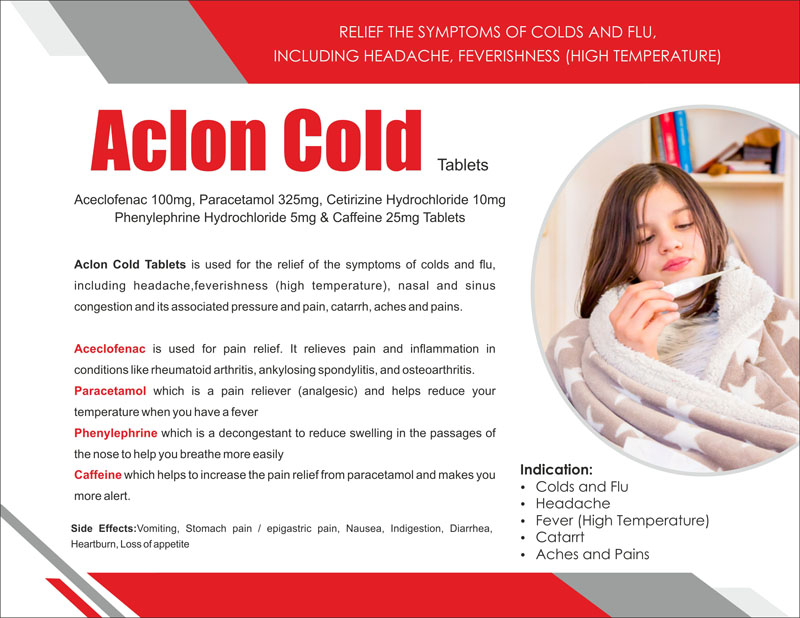 RELIEF THE SYMPTOMS OF COLDS AND FLU,
INCLUDING HEADACHE, FEVERISHNESS (HIGH TEMPERATURE)
Aclon Cold Tablets
Aceclofenac 100mg, Paracetamol 325mg, Cetirizine Hydrochloride 10mg
Phenylephrine Hydrochloride 5mg & Caffeine 25mg Tablets
Aclon Cold Tablets is used for the relief of the symptoms of colds and flu,
including headache,feverishness (high temperature), nasal and sinus
congestion and its associated pressure and pain, catarrh, aches and pains.
Aceclofenac is used for pain relief. It relieves pain and inflammation in
conditions like rheumatoid arthritis, ankylosing spondylitis, and osteoarthritis.
Paracetamol which is a pain reliever (analgesic) and helps reduce your
temperature when you have a fever
Phenylephrine which is a decongestant to reduce swelling in the passages of
the nose to help you breathe more easily
Caffeine which helps to increase the pain relief from paracetamol and makes you
more alert.
Side Effects:Vomiting, Stomach pain / epigastric pain, Nausea, Indigestion, Diarrhea,
Heartburn, Loss of appetite
Indication:
• Colds and Flu
• Headache
• Fever (High Temperature)
• Catarrt
• Aches and Pains